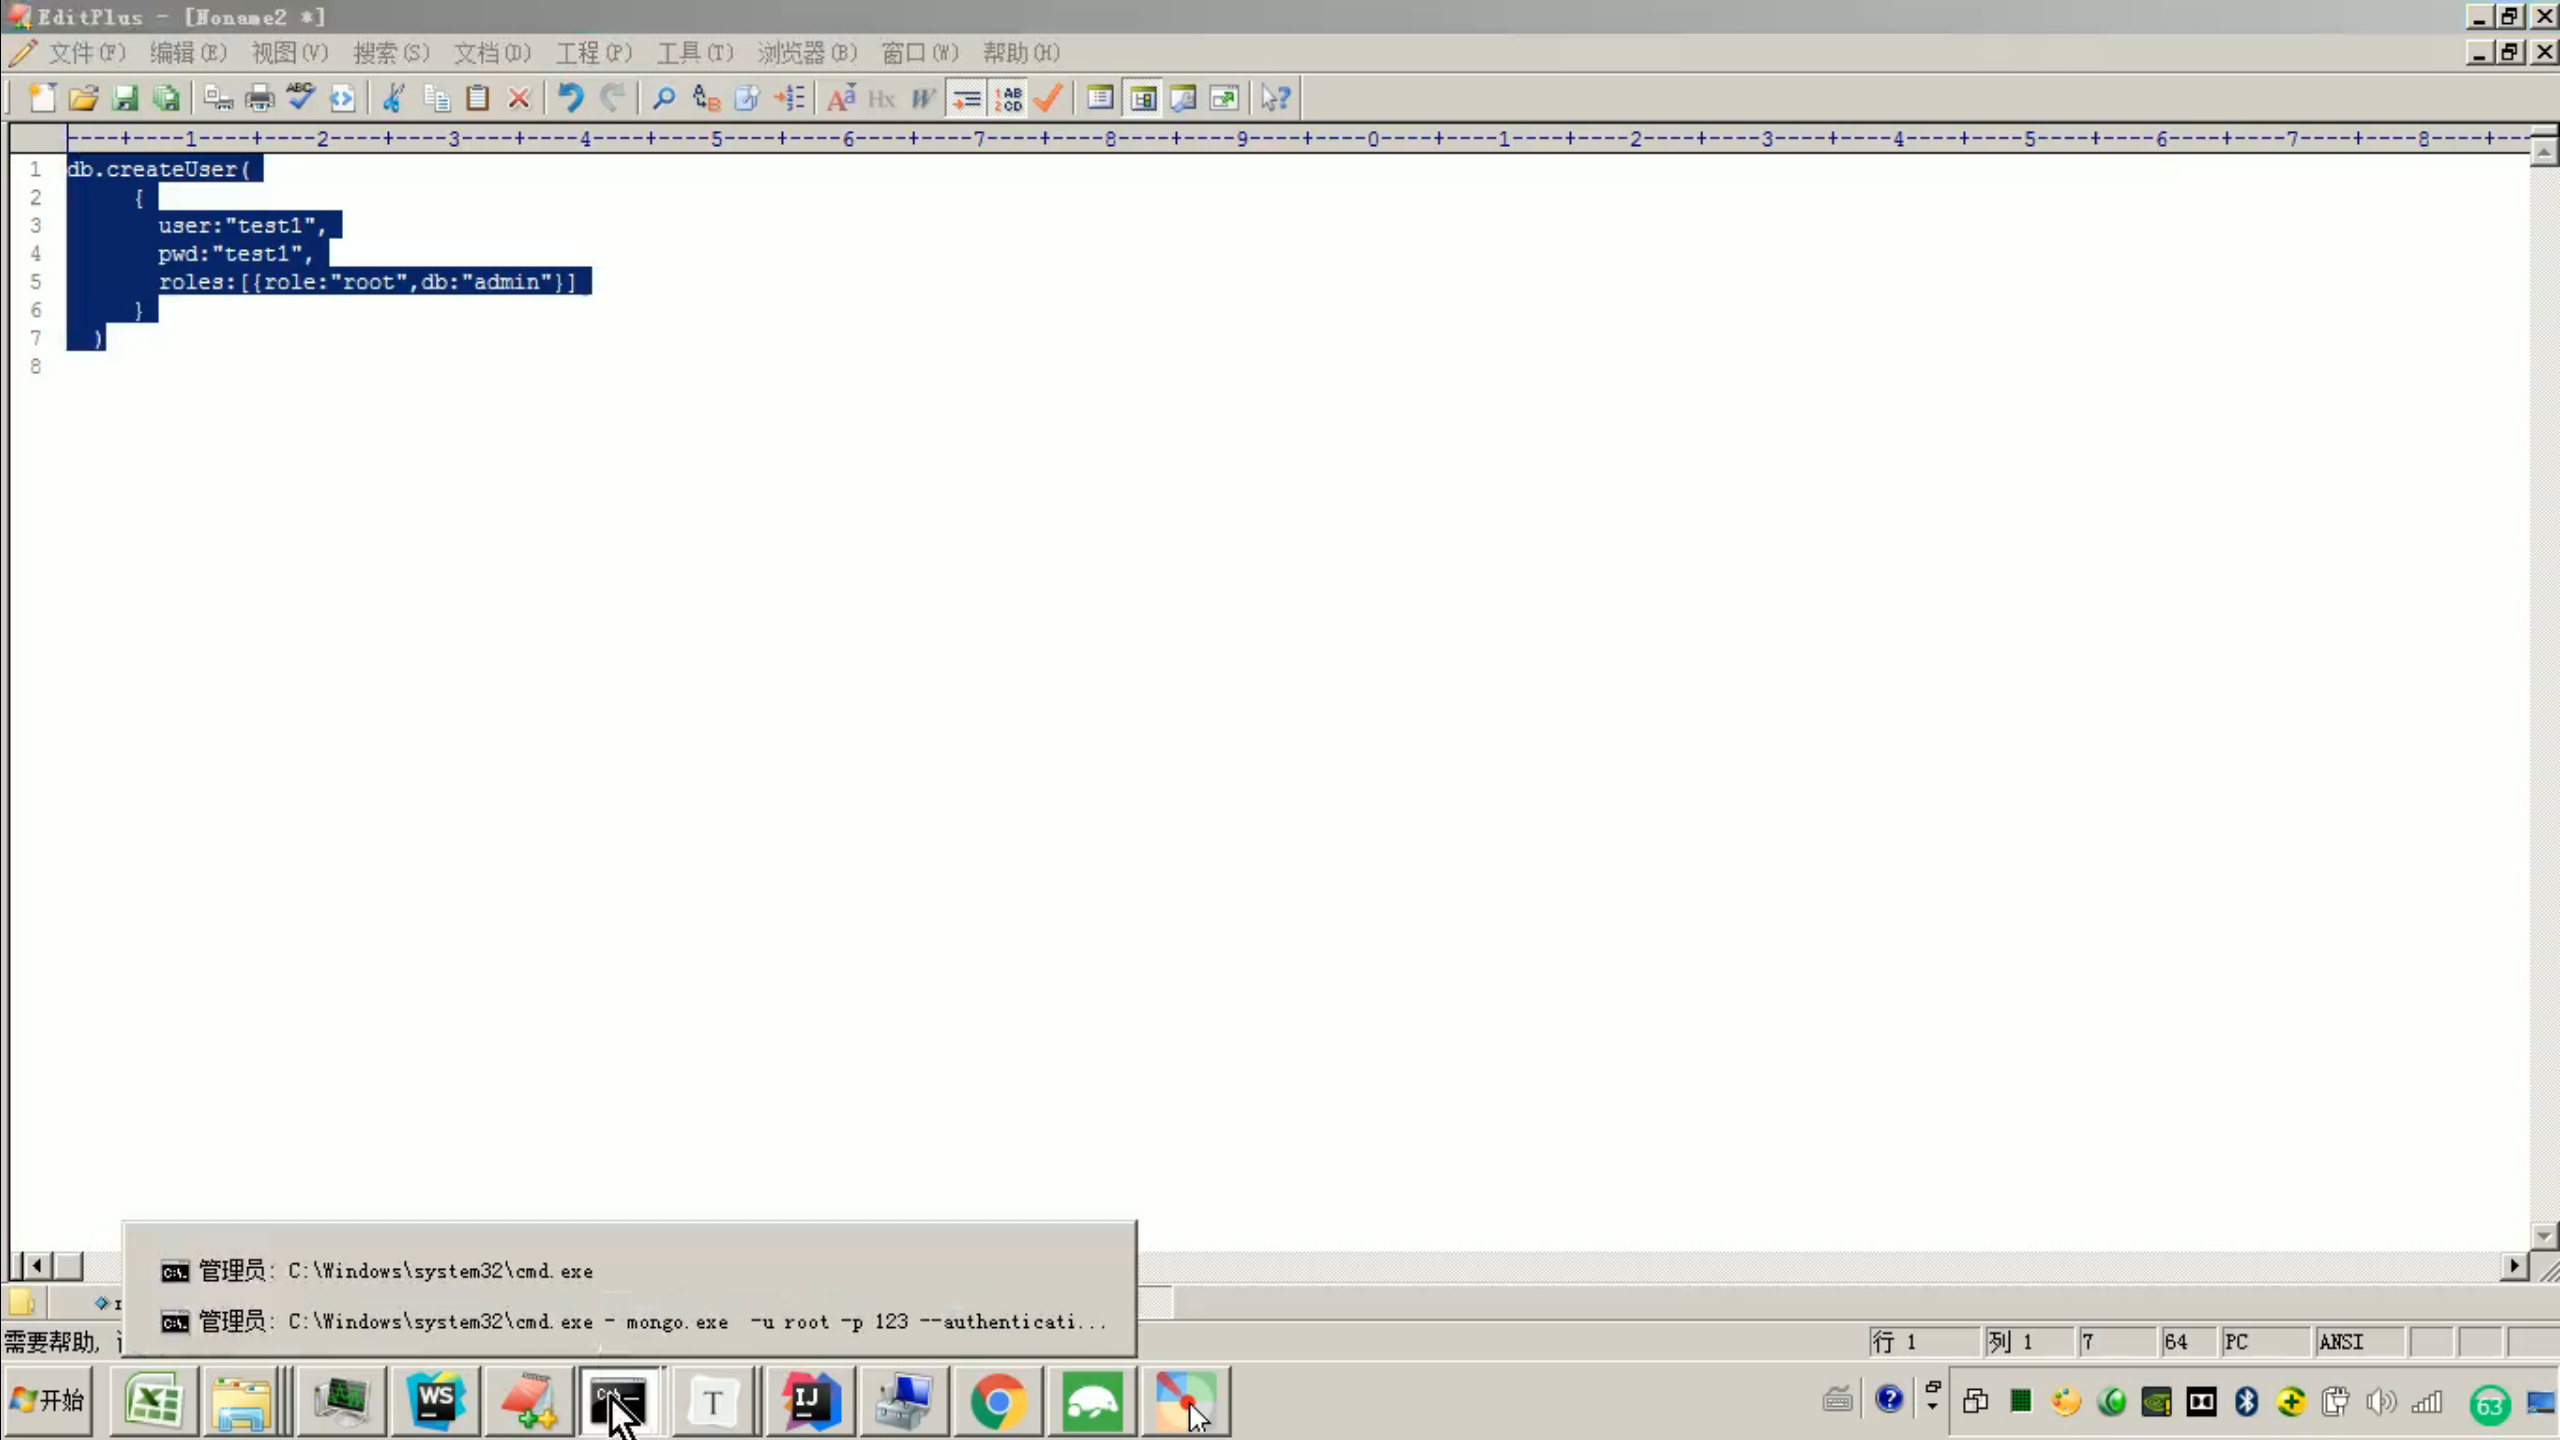 EditPlus - [Noname2 *]
文件(F) 编辑(E) 视图(V) 搜索(S) 文档(D) 工程(P) 工具(T) 浏览器(B) 窗口(W) 帮助(H)
----+----1----+----2----+----3----+----4----+----5----+----6----+----7----+----8----+----9----+----0----+----1----+----2----+----3----+----4----+----5----+----6----+----7----+----8----+--
1 db.createUser(
2 {
3 user:"test1",
4 pwd:"test1",
5 roles:[{role:"root",db:"admin"}]
6 }
7 )
8
管理员: C:\Windows\system32\cmd.exe
管理员: C:\Windows\system32\cmd.exe - mongo.exe -u root -p 123 --authenticati...
需要帮助, 行 1 列 1 7 64 PC ANSI
开始 WS T IJ 63